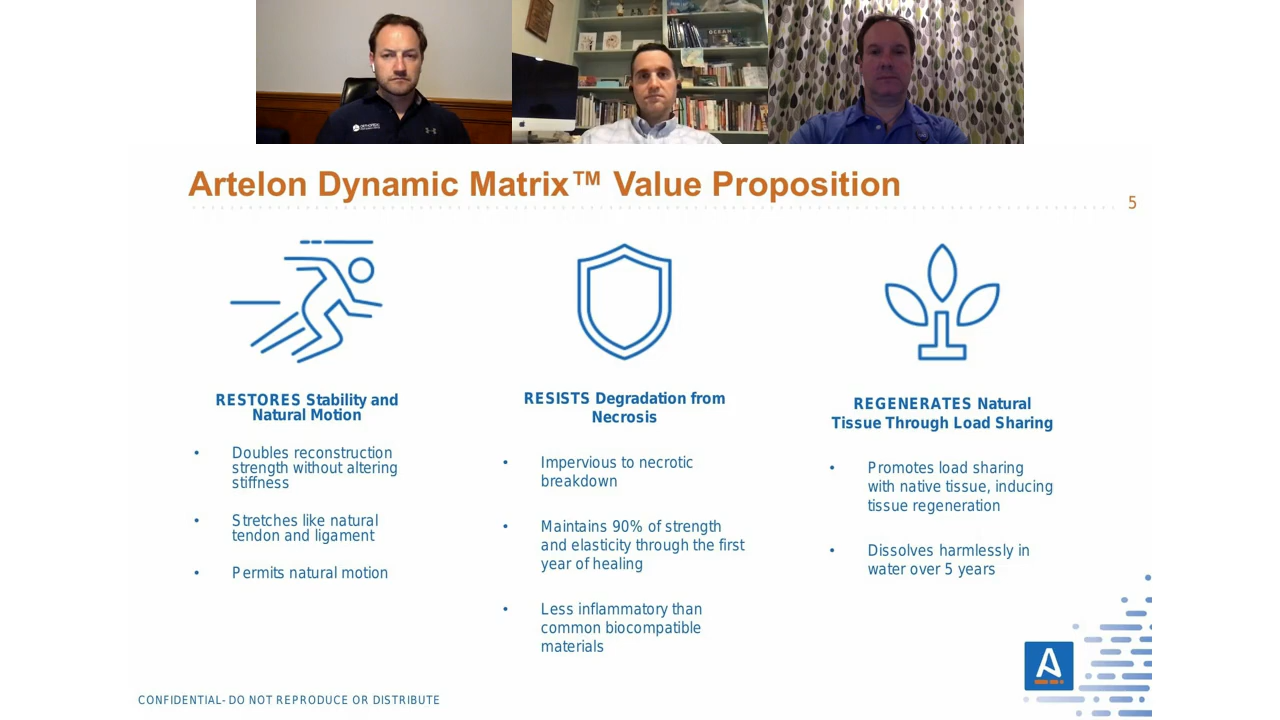 Artelon Dynamic Matrix™ Value Proposition
5
RESTORES Stability and
Natural Motion
• Doubles reconstruction
strength without altering
stiffness
• Stretches like natural
tendon and ligament
• Permits natural motion
RESISTS Degradation from
Necrosis
• Impervious to necrotic
breakdown
• Maintains 90% of strength
and elasticity through the first
year of healing
• Less inflammatory than
common biocompatible
materials
REGENERATES Natural
Tissue Through Load Sharing
• Promotes load sharing
with native tissue, inducing
tissue regeneration
• Dissolves harmlessly in
water over 5 years
A
CONFIDENTIAL- DO NOT REPRODUCE OR DISTRIBUTE